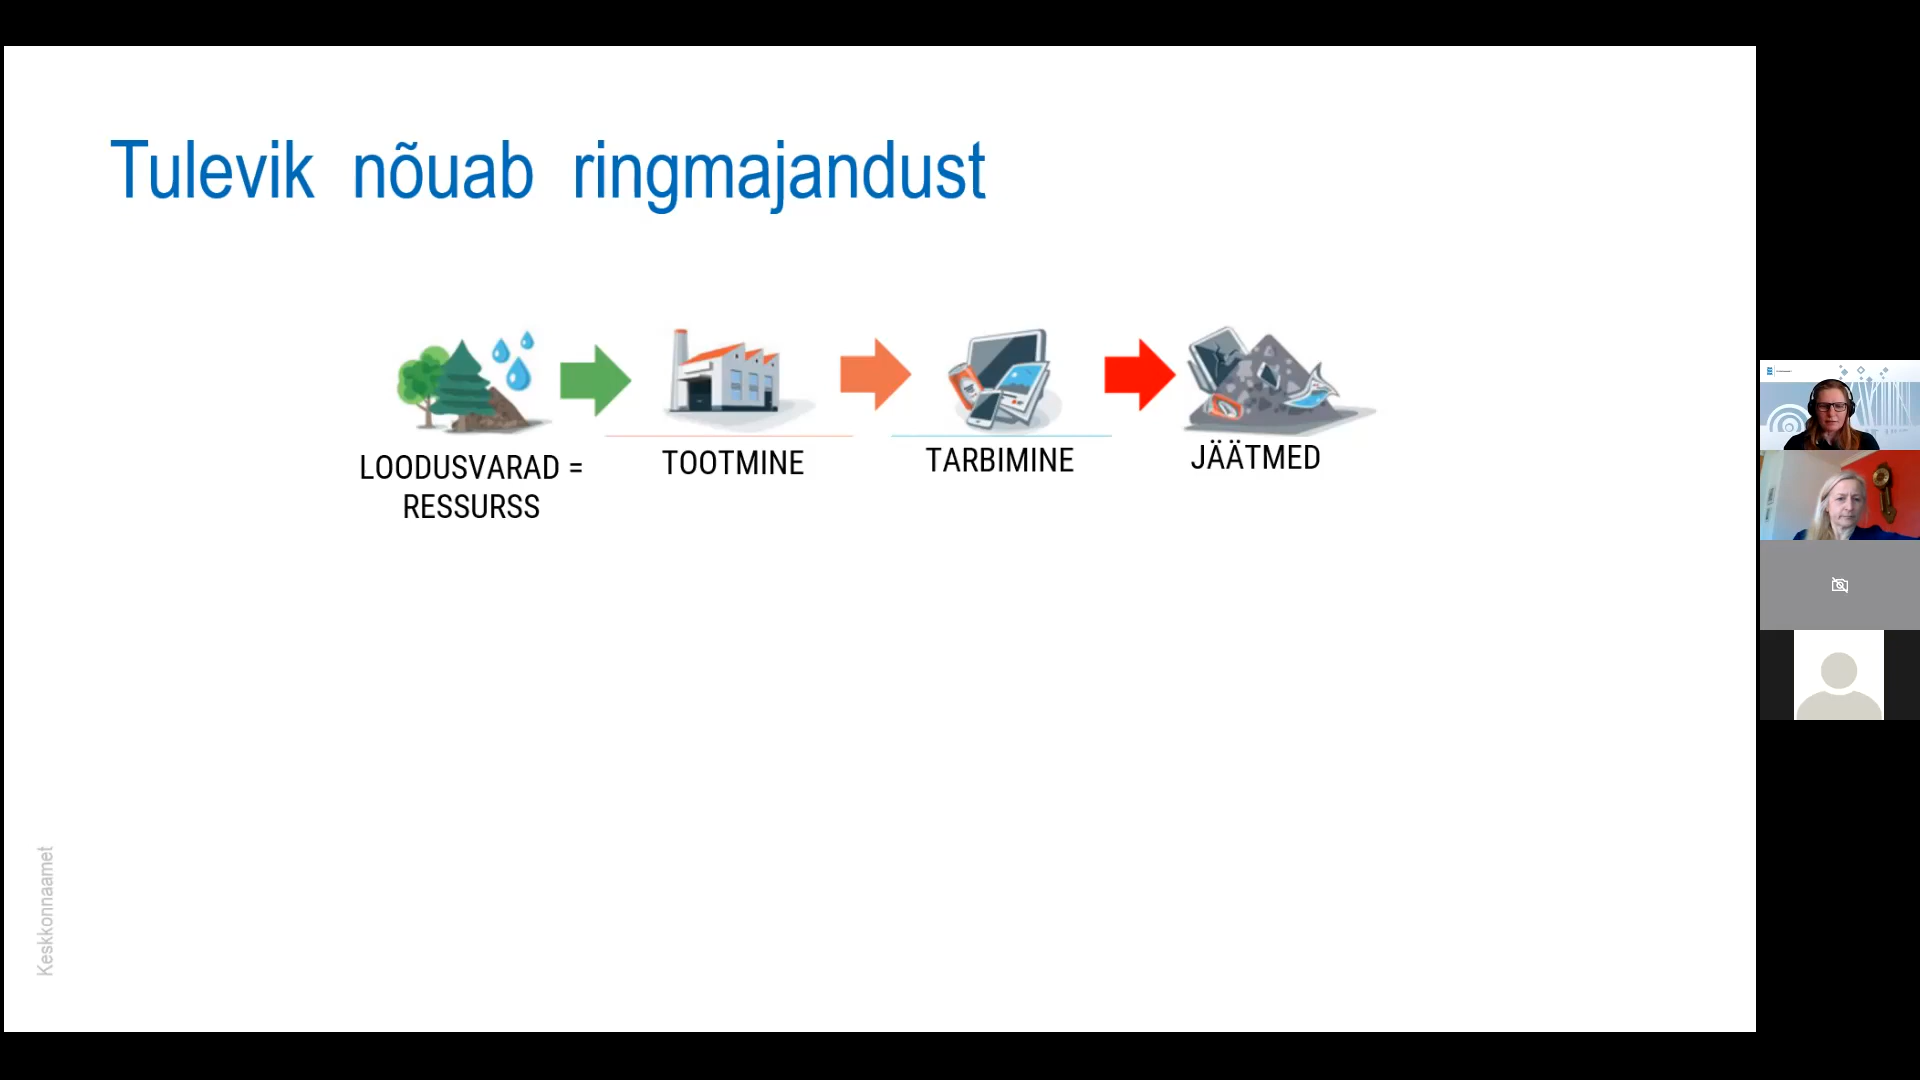 Tulevik nõuab ringmajandust
LOODUSVARAD =
RESSURSS
TOOTMINE
TARBIMINE
JÄÄTMED
Keskkonnaamet